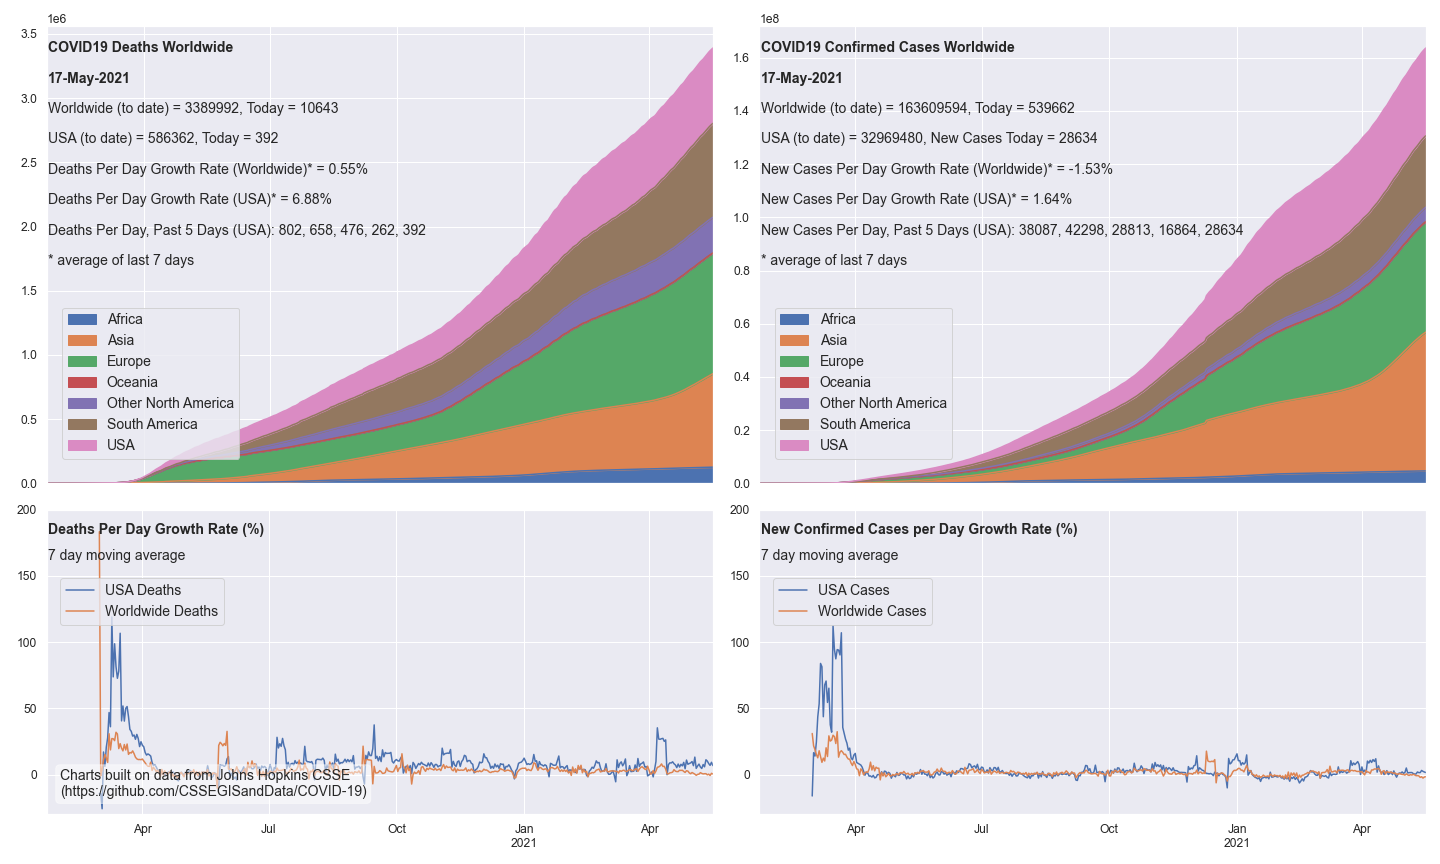 1e6
COVID19 Deaths Worldwide
17-May-2021
Worldwide (to date) = 3389992, Today = 10643
USA (to date) = 586362, Today = 392
Deaths Per Day Growth Rate (Worldwide)* = 0.55%
Deaths Per Day Growth Rate (USA)* = 6.88%
Deaths Per Day, Past 5 Days (USA): 802, 658, 476, 262, 392
* average of last 7 days
Africa
Asia
Europe
Oceania
Other North America
South America
USA
3.5
3.0
2.5
2.0
1.5
1.0
0.5
0.0
1e8
COVID19 Confirmed Cases Worldwide
17-May-2021
Worldwide (to date) = 163609594, Today = 539662
USA (to date) = 32969480, New Cases Today = 28634
New Cases Per Day Growth Rate (Worldwide)* = -1.53%
New Cases Per Day Growth Rate (USA)* = 1.64%
New Cases Per Day, Past 5 Days (USA): 38087, 42298, 28813, 16864, 28634
* average of last 7 days
Africa
Asia
Europe
Oceania
Other North America
South America
USA
1.6
1.4
1.2
1.0
0.8
0.6
0.4
0.2
0.0
Deaths Per Day Growth Rate (%)
7 day moving average
USA Deaths
Worldwide Deaths
200
150
100
50
0
Charts built on data from Johns Hopkins CSSE
(https://github.com/CSSEGISandData/COVID-19)
Apr Jul Oct Jan Apr
2021
New Confirmed Cases per Day Growth Rate (%)
7 day moving average
USA Cases
Worldwide Cases
200
150
100
50
0
Apr Jul Oct Jan Apr
2021